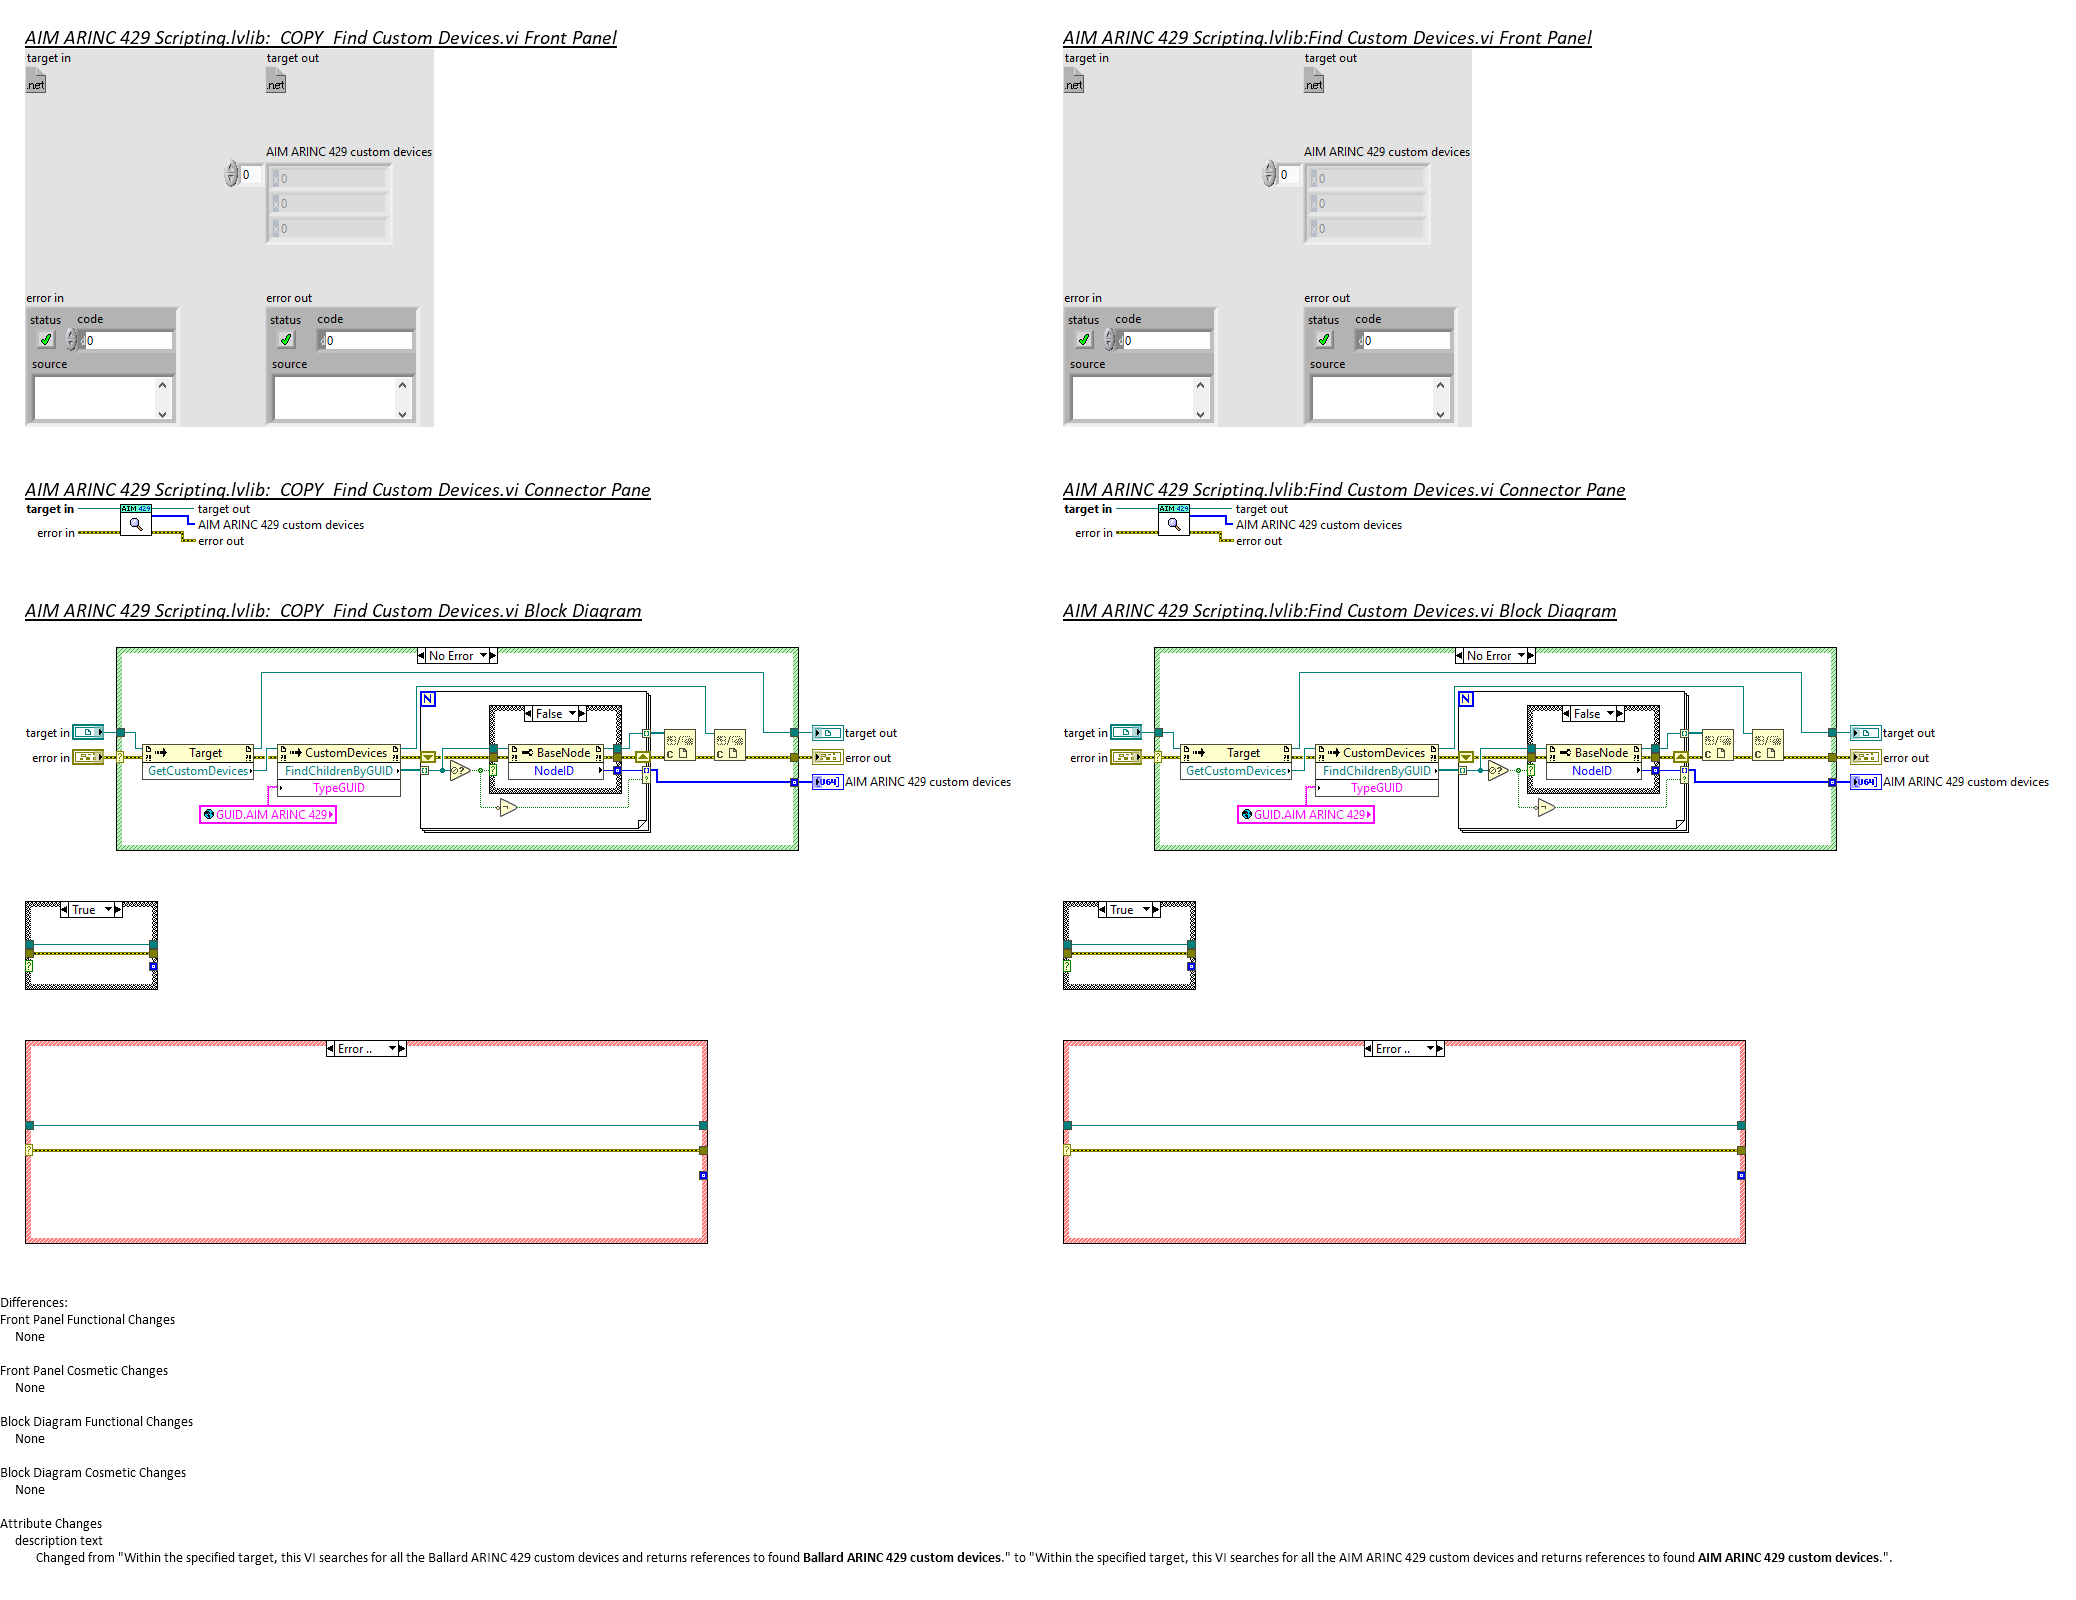 AIM ARINC 429 Scripting.lvlib:_COPY_Find Custom Devices.vi Front Panel
target in
target out
.net
.net
AIM ARINC 429 custom devices
0
x 0
x 0
x 0
error in
error out
status
code
status
code
d 0
d 0
source
source
AIM ARINC 429 Scripting.lvlib:Find Custom Devices.vi Front Panel
target in
target out
.net
.net
AIM ARINC 429 custom devices
0
x 0
x 0
x 0
error in
error out
status
code
status
code
d 0
d 0
source
source
AIM ARINC 429 Scripting.lvlib:_COPY_Find Custom Devices.vi Connector Pane
target in
AIM 429
target out
AIM ARINC 429 custom devices
error in
error out
AIM ARINC 429 Scripting.lvlib:Find Custom Devices.vi Connector Pane
target in
AIM 429
target out
AIM ARINC 429 custom devices
error in
error out
AIM ARINC 429 Scripting.lvlib:_COPY_Find Custom Devices.vi Block Diagram
No Error
N
False
target in
target out
error in
Target
CustomDevices
BaseNode
error out
GetCustomDevices
FindChildrenByGUID
NodeID
TypeGUID
U64
AIM ARINC 429 custom devices
GUID.AIM ARINC 429
True
Error ..
AIM ARINC 429 Scripting.lvlib:Find Custom Devices.vi Block Diagram
No Error
N
False
target in
target out
error in
Target
CustomDevices
BaseNode
error out
GetCustomDevices
FindChildrenByGUID
NodeID
TypeGUID
U64
AIM ARINC 429 custom devices
GUID.AIM ARINC 429
True
Error ..
Differences:
Front Panel Functional Changes
None
Front Panel Cosmetic Changes
None
Block Diagram Functional Changes
None
Block Diagram Cosmetic Changes
None
Attribute Changes
description text
Changed from "Within the specified target, this VI searches for all the Ballard ARINC 429 custom devices and returns references to found Ballard ARINC 429 custom devices." to "Within the specified target, this VI searches for all the AIM ARINC 429 custom devices and returns references to found AIM ARINC 429 custom devices.".